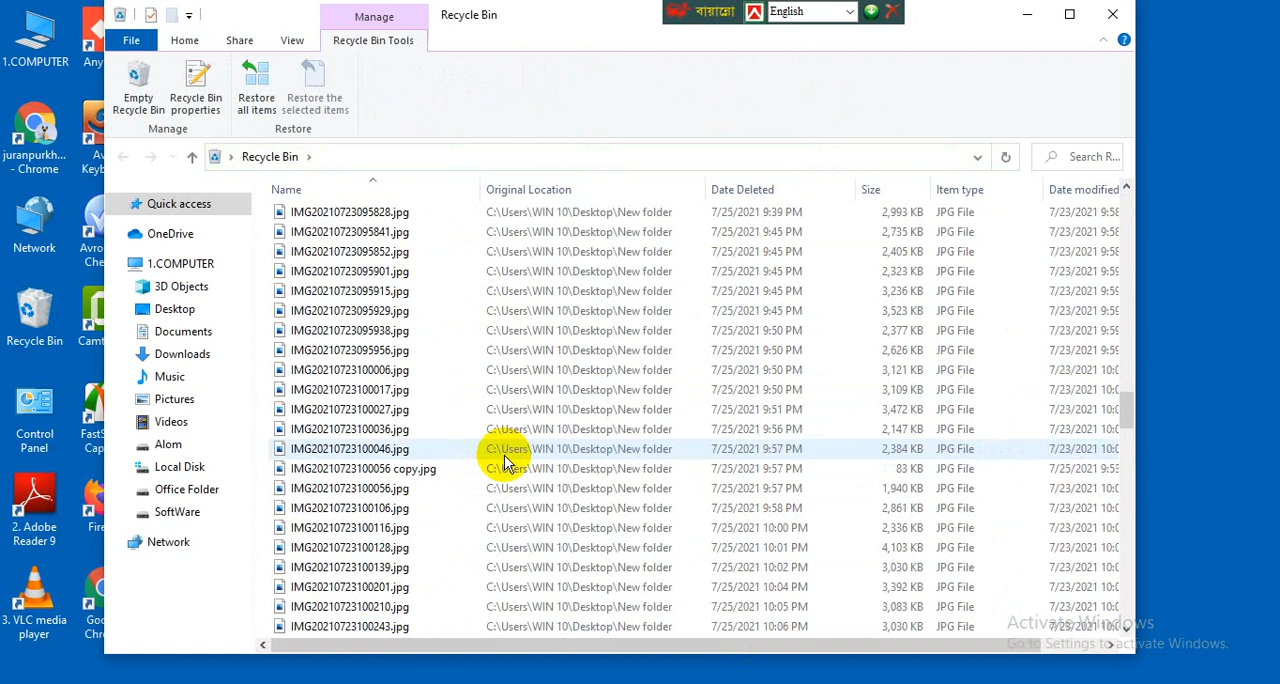 Manage
Recycle Bin
বায়ান্নো
English
File
Home
Share
View
Recycle Bin Tools
Empty Recycle Bin
Recycle Bin properties
Restore all items
Restore the selected items
Manage
Restore
Recycle Bin
Search R...
Name Original Location Date Deleted Size Item type Date modified
IMG20210723095828.jpg C:\Users\WIN 10\Desktop\New folder 7/25/2021 9:39 PM 2,993 KB JPG File 7/23/2021 9:58
IMG20210723095841.jpg C:\Users\WIN 10\Desktop\New folder 7/25/2021 9:45 PM 2,735 KB JPG File 7/23/2021 9:58
IMG20210723095852.jpg C:\Users\WIN 10\Desktop\New folder 7/25/2021 9:45 PM 2,405 KB JPG File 7/23/2021 9:58
IMG20210723095901.jpg C:\Users\WIN 10\Desktop\New folder 7/25/2021 9:45 PM 2,323 KB JPG File 7/23/2021 9:59
IMG20210723095915.jpg C:\Users\WIN 10\Desktop\New folder 7/25/2021 9:45 PM 3,236 KB JPG File 7/23/2021 9:59
IMG20210723095929.jpg C:\Users\WIN 10\Desktop\New folder 7/25/2021 9:45 PM 3,523 KB JPG File 7/23/2021 9:59
IMG20210723095938.jpg C:\Users\WIN 10\Desktop\New folder 7/25/2021 9:50 PM 2,377 KB JPG File 7/23/2021 9:59
IMG20210723095956.jpg C:\Users\WIN 10\Desktop\New folder 7/25/2021 9:50 PM 2,626 KB JPG File 7/23/2021 9:59
IMG20210723100006.jpg C:\Users\WIN 10\Desktop\New folder 7/25/2021 9:50 PM 3,121 KB JPG File 7/23/2021 10:0
IMG20210723100017.jpg C:\Users\WIN 10\Desktop\New folder 7/25/2021 9:50 PM 3,109 KB JPG File 7/23/2021 10:0
IMG20210723100027.jpg C:\Users\WIN 10\Desktop\New folder 7/25/2021 9:51 PM 3,472 KB JPG File 7/23/2021 10:0
IMG20210723100036.jpg C:\Users\WIN 10\Desktop\New folder 7/25/2021 9:56 PM 2,147 KB JPG File 7/23/2021 10:0
IMG20210723100046.jpg C:\Users\WIN 10\Desktop\New folder 7/25/2021 9:57 PM 2,384 KB JPG File 7/23/2021 10:0
IMG20210723100056 copy.jpg C:\Users\WIN 10\Desktop\New folder 7/25/2021 9:57 PM 83 KB JPG File 7/25/2021 9:53
IMG20210723100056.jpg C:\Users\WIN 10\Desktop\New folder 7/25/2021 9:57 PM 1,940 KB JPG File 7/23/2021 10:0
IMG20210723100106.jpg C:\Users\WIN 10\Desktop\New folder 7/25/2021 9:58 PM 2,861 KB JPG File 7/23/2021 10:0
IMG20210723100116.jpg C:\Users\WIN 10\Desktop\New folder 7/25/2021 10:00 PM 2,336 KB JPG File 7/23/2021 10:0
IMG20210723100128.jpg C:\Users\WIN 10\Desktop\New folder 7/25/2021 10:01 PM 4,103 KB JPG File 7/23/2021 10:0
IMG20210723100139.jpg C:\Users\WIN 10\Desktop\New folder 7/25/2021 10:02 PM 3,030 KB JPG File 7/23/2021 10:0
IMG20210723100201.jpg C:\Users\WIN 10\Desktop\New folder 7/25/2021 10:04 PM 3,392 KB JPG File 7/23/2021 10:0
IMG20210723100210.jpg C:\Users\WIN 10\Desktop\New folder 7/25/2021 10:05 PM 3,083 KB JPG File 7/23/2021 10:0
IMG20210723100243.jpg C:\Users\WIN 10\Desktop\New folder 7/25/2021 10:06 PM 3,030 KB JPG File 7/23/2021 10:0
Quick access
OneDrive
1.COMPUTER
3D Objects
Desktop
Documents
Downloads
Music
Pictures
Videos
Alom
Local Disk
Office Folder
SoftWare
Network
1.COMPUTER
Any
juranpurkh...
- Chrome
Av
Keyb
Network
Avro
Che
Recycle Bin
Camt
Control
Panel
FastS
Cap
2. Adobe
Reader 9
Fire
3. VLC media
player
Goo
Chro
Activate Windows
Go to Settings to activate Windows.